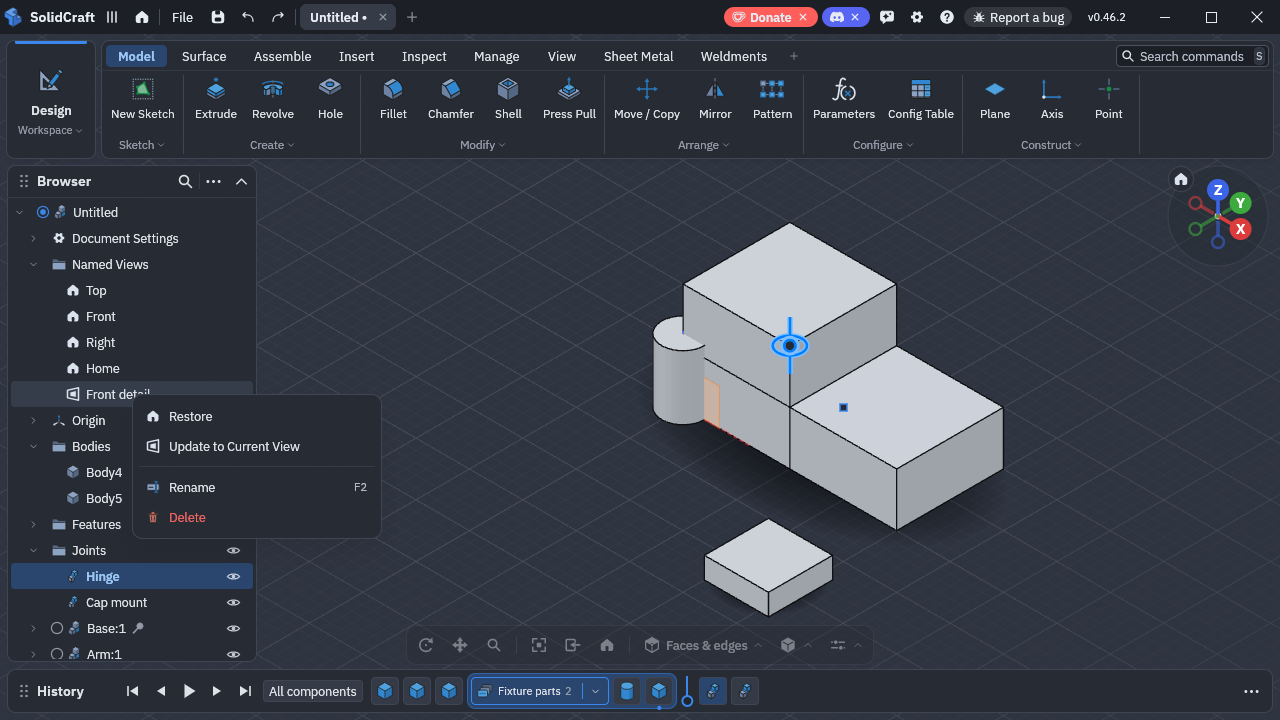 SolidCraft
File
Untitled •
Donate
Report a bug
v0.46.2
Design
Workspace
Model
Surface
Assemble
Insert
Inspect
Manage
View
Sheet Metal
Weldments
Search commands
S
New Sketch
Extrude
Revolve
Hole
Fillet
Chamfer
Shell
Press Pull
Move / Copy
Mirror
Pattern
Parameters
Config Table
Plane
Axis
Point
Sketch
Create
Modify
Arrange
Configure
Construct
Browser
Untitled
Document Settings
Named Views
Top
Front
Right
Home
Front detail
Origin
Bodies
Body4
Body5
Features
Joints
Hinge
Cap mount
Base:1
Arm:1
Restore
Update to Current View
Rename F2
Delete
Z
Y
X
Faces & edges
History
All components
Fixture parts 2